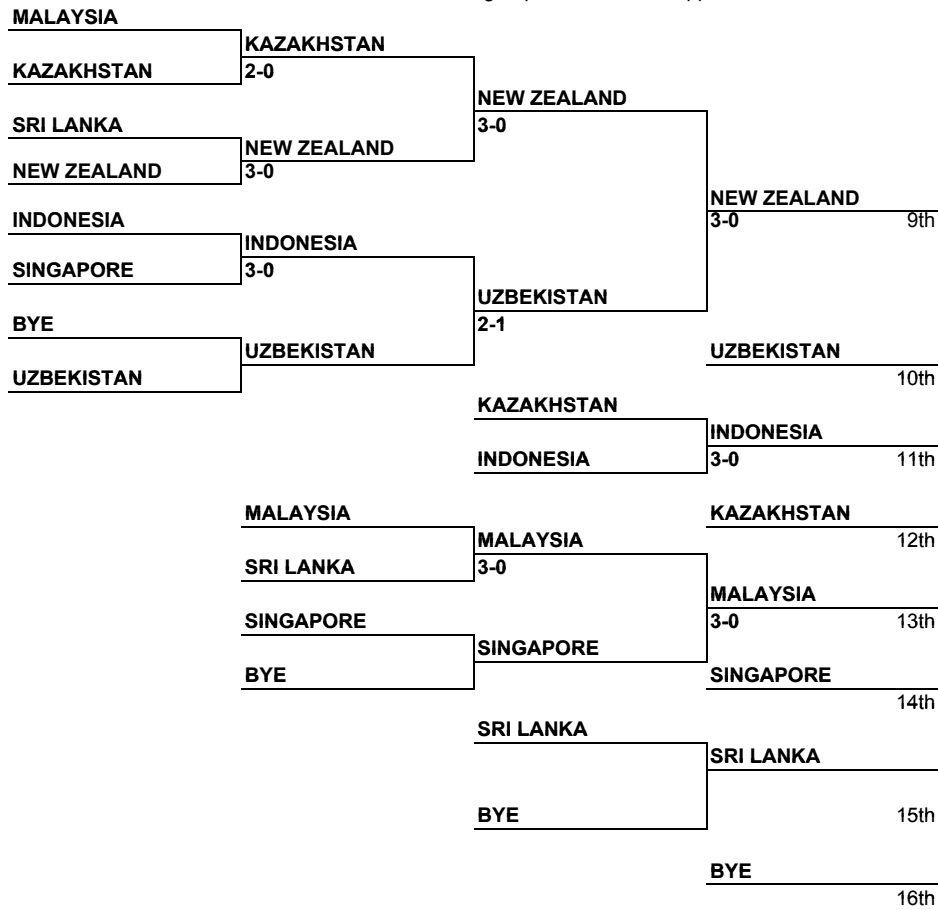 MALAYSIA
KAZAKHSTAN
KAZAKHSTAN 2-0
NEW ZEALAND
SRI LANKA 3-0
NEW ZEALAND
NEW ZEALAND 3-0
NEW ZEALAND
INDONESIA 3-0 9th
INDONESIA
SINGAPORE 3-0
UZBEKISTAN
BYE 2-1
UZBEKISTAN UZBEKISTAN
UZBEKISTAN 10th
KAZAKHSTAN
INDONESIA
INDONESIA 3-0 11th
MALAYSIA KAZAKHSTAN
MALAYSIA 12th
SRI LANKA 3-0
MALAYSIA
SINGAPORE 3-0 13th
SINGAPORE
BYE SINGAPORE
14th
SRI LANKA
SRI LANKA
BYE 15th
BYE
16th